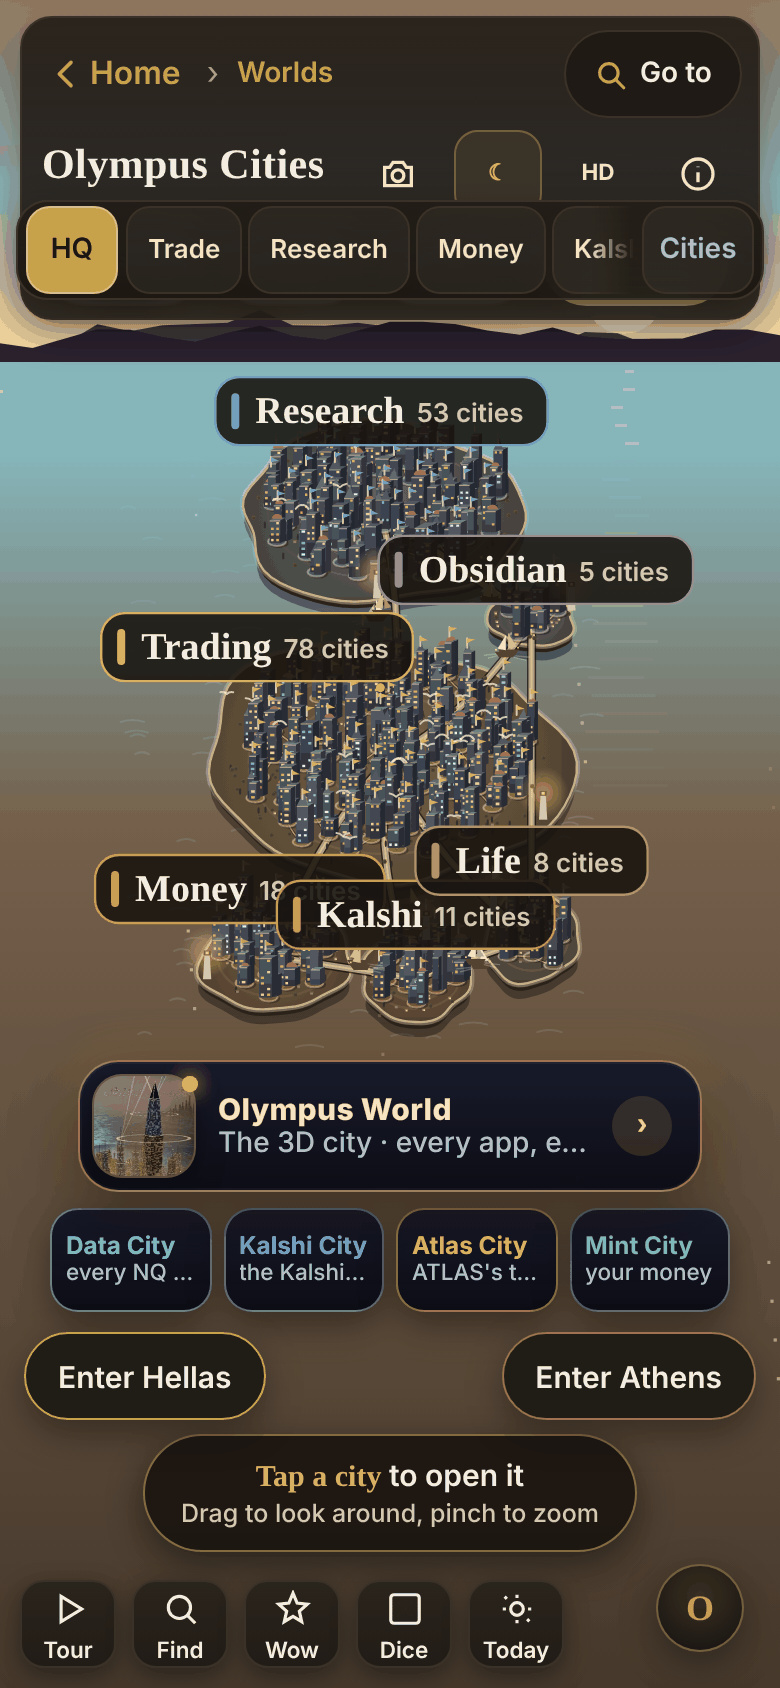 Home › Worlds
Go to
Olympus Cities
HD
HQ
Trade
Research
Money
Kals
Cities
Research 53 cities
Obsidian 5 cities
Trading 78 cities
Life 8 cities
Money 18 cities
Kalshi 11 cities
Olympus World
The 3D city · every app, e...
›
Data City
every NQ ...
Kalshi City
the Kalshi...
Atlas City
ATLAS's t...
Mint City
your money
Enter Hellas
Enter Athens
Tap a city to open it
Drag to look around, pinch to zoom
Tour
Find
Wow
Dice
Today
O